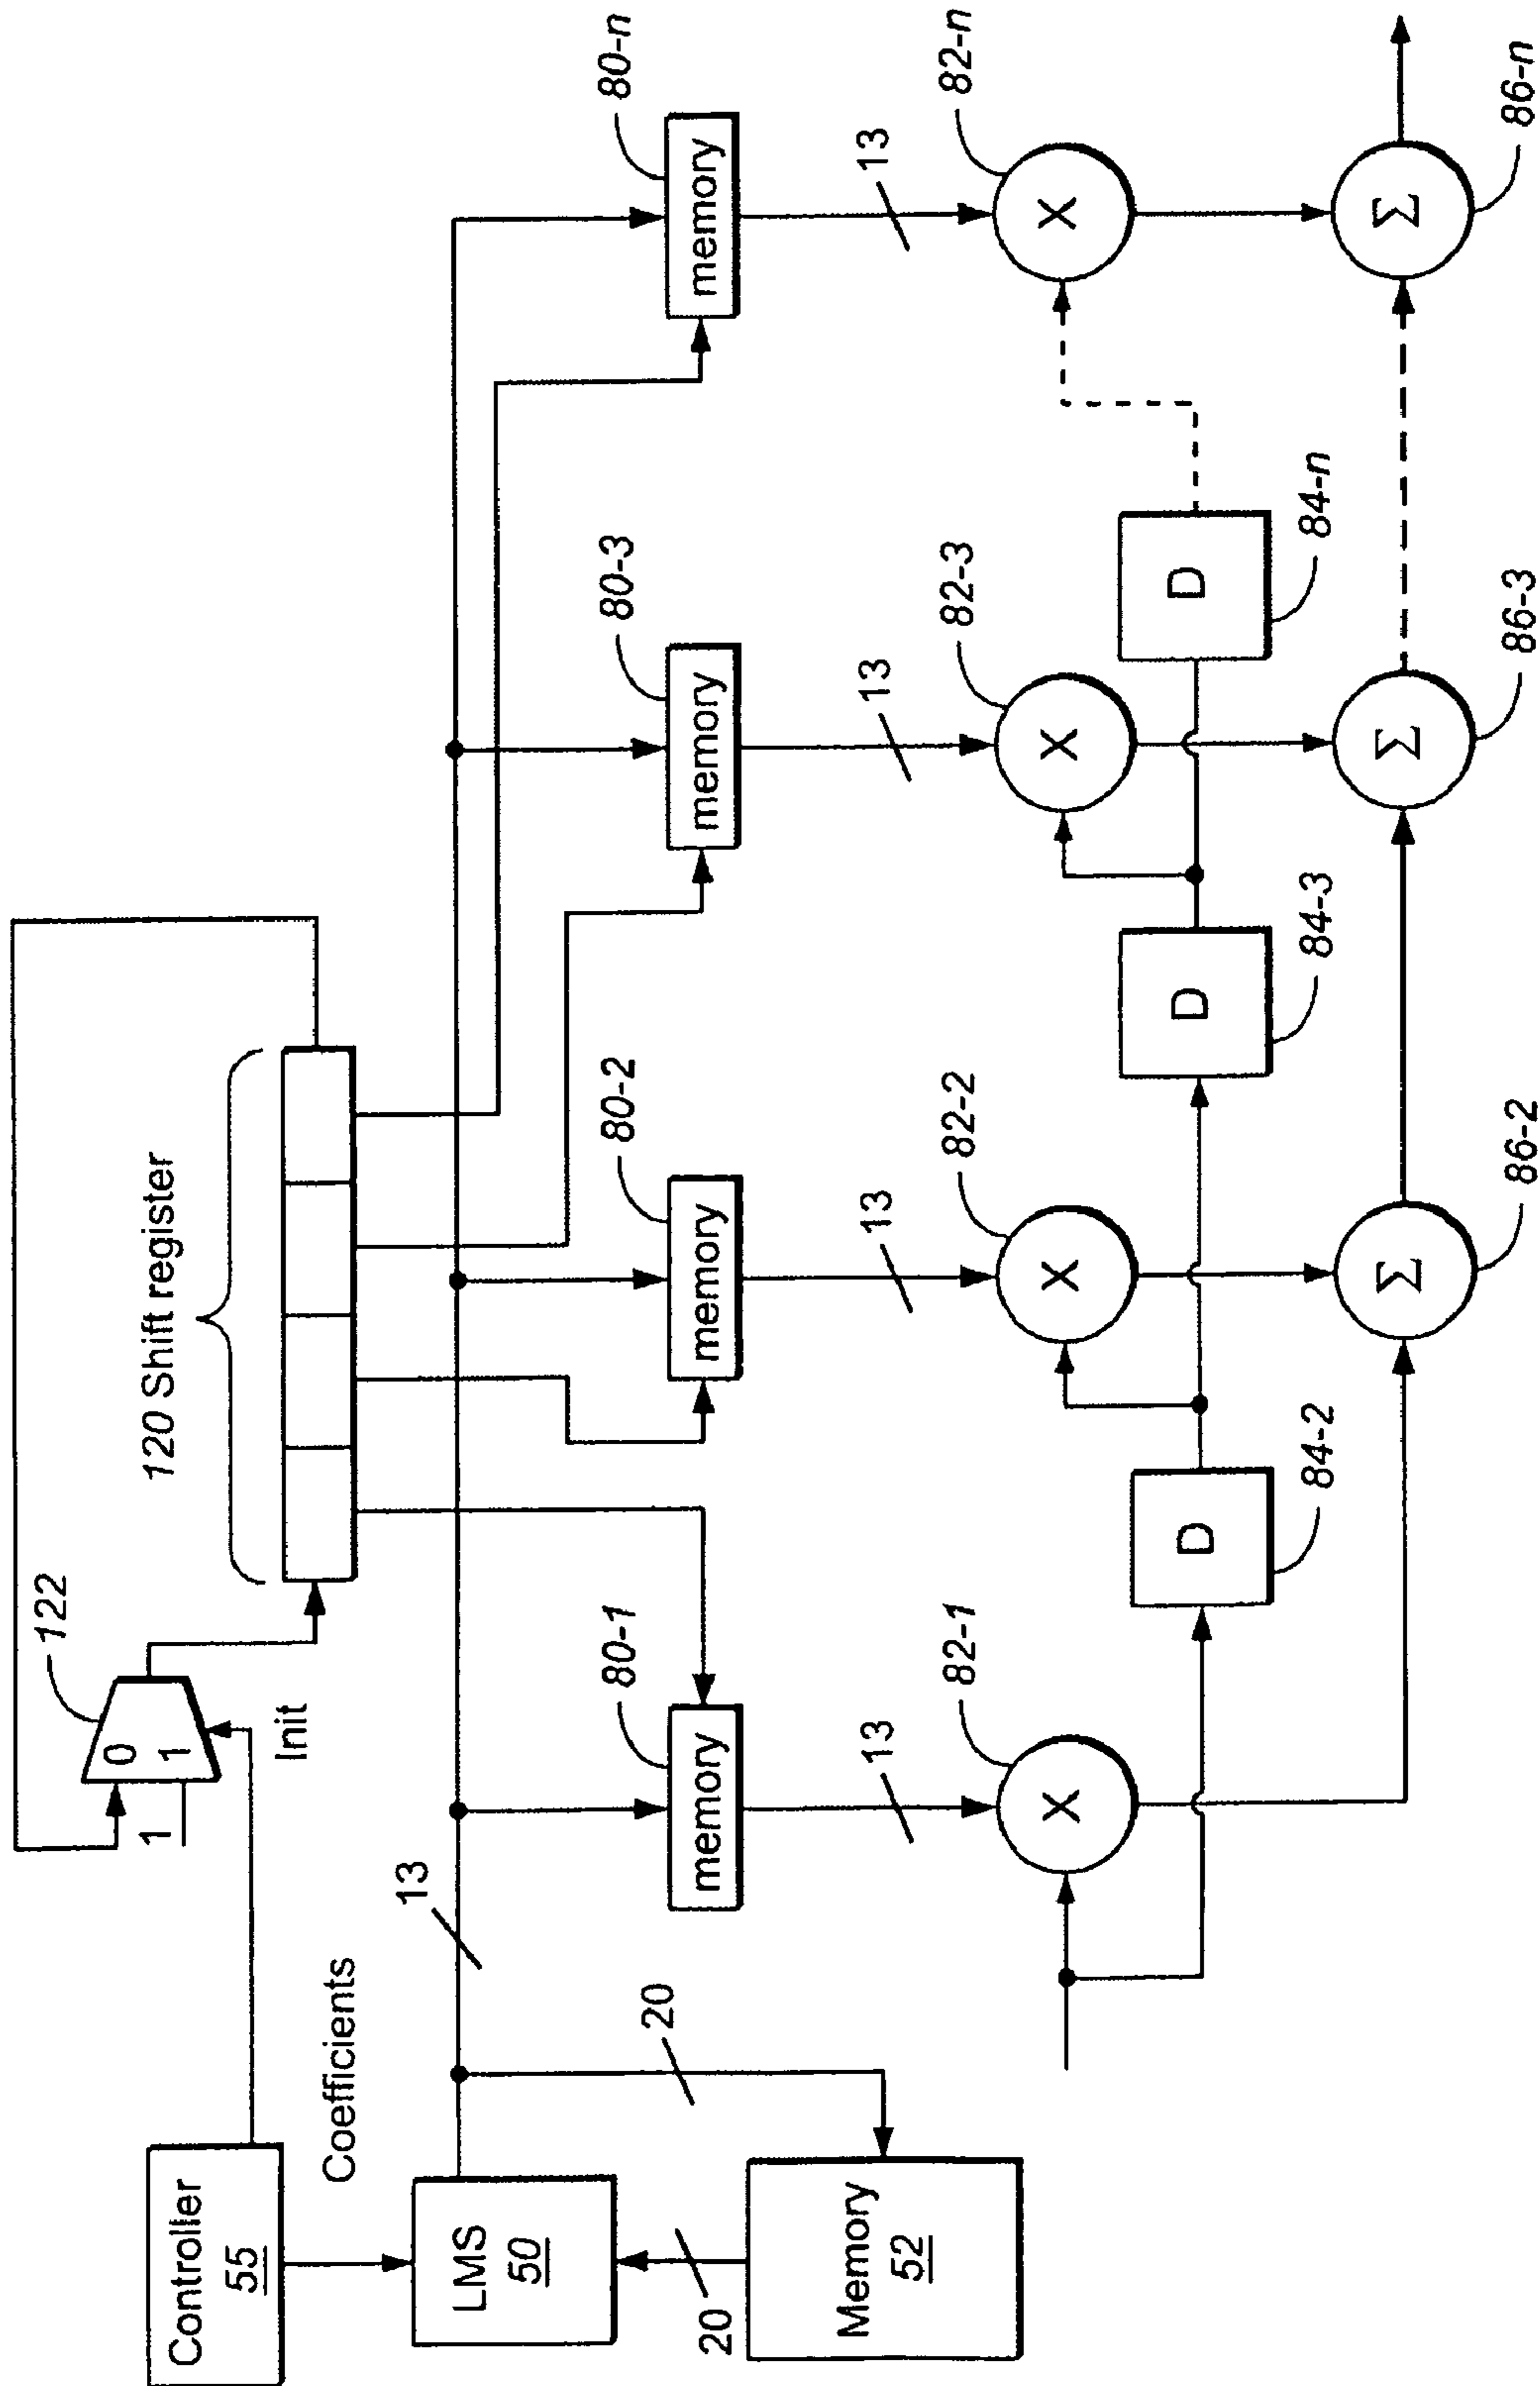 120 Shift register
122
0
1
1
Init
Controller
55
Coefficients
13
LMS
50
20
20
Memory
52
80-1
80-2
80-3
80-n
memory
memory
memory
memory
13
13
13
13
82-1
82-2
82-3
82-n
X
X
X
X
D
D
D
84-2
84-3
84-n
Σ
Σ
Σ
86-2
86-3
86-n